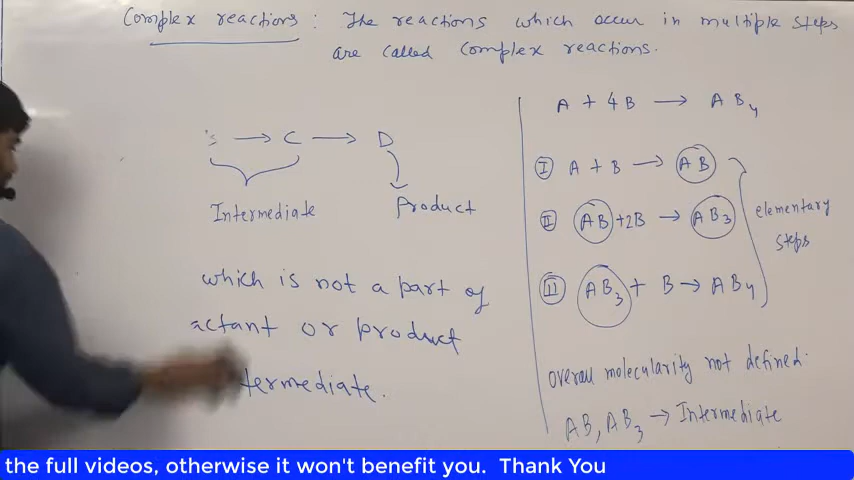 Complex reactions : The reactions which occur in multiple steps
are called Complex reactions.
→ C → D
Intermediate
Product
which is not a part of
or product
A + 4B → AB4
I A + B → AB
II AB + 2B → AB3
III AB3 + B → AB4
elementary
steps
overall molecularity not defined.
AB, AB3 → Intermediate
the full videos, otherwise it won't benefit you. Thank You